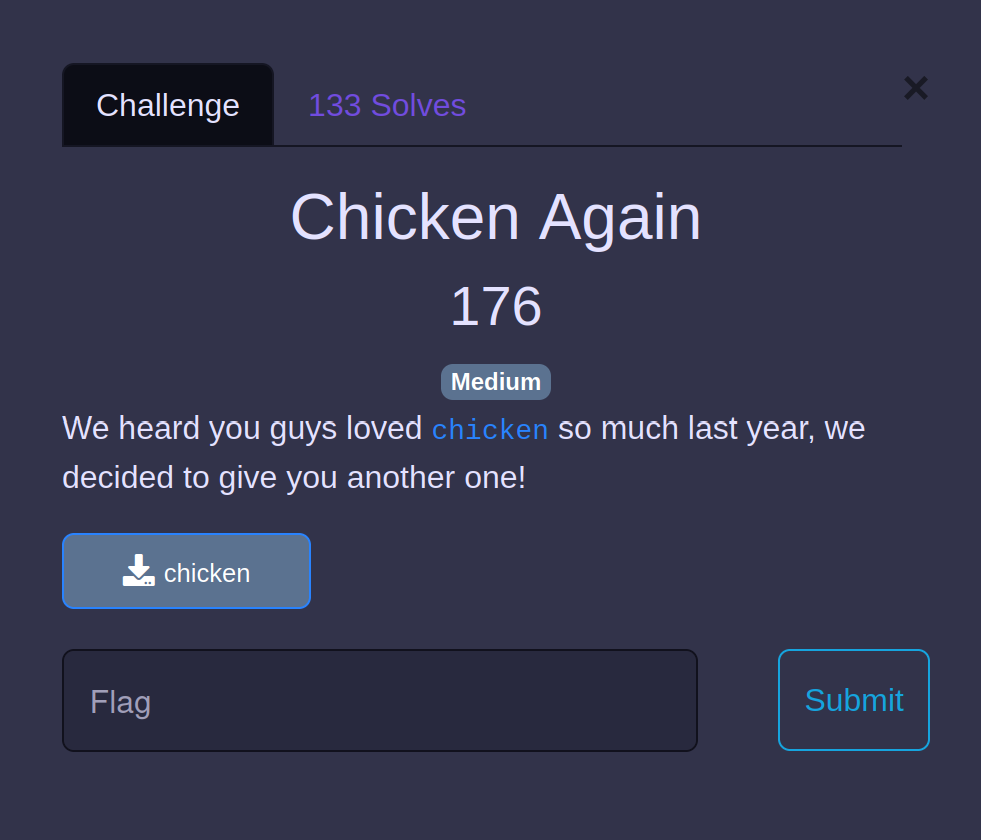 Challenge
133 Solves
×
Chicken Again
176
Medium
We heard you guys loved chicken so much last year, we
decided to give you another one!
chicken
Flag
Submit